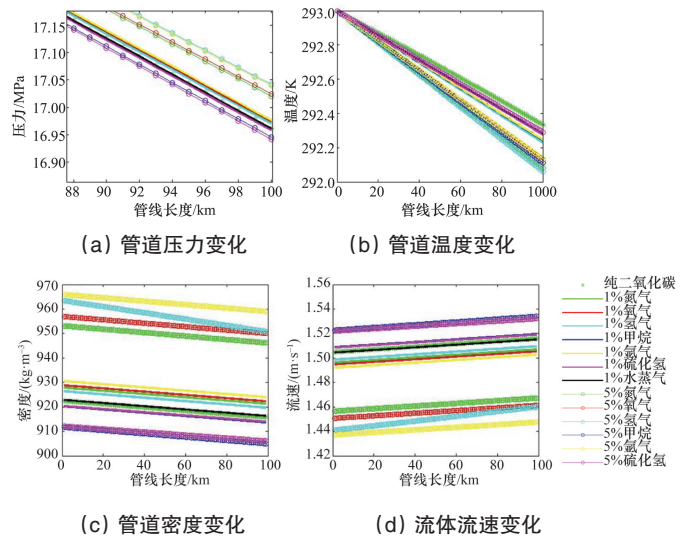 17.15
17.10
17.05
17.00
16.95
16.90
压力/MPa
88 90 92 94 96 98 100
管线长度/km
(a) 管道压力变化
293.0
292.8
292.6
292.4
292.2
292.0
温度/K
0 20 40 60 80 1000
管线长度/km
(b) 管道温度变化
970
960
950
930
920
910
900
密度/(kg·m⁻³)
0 20 40 60 80 100
管线长度/km
(c) 管道密度变化
1.56
1.54
1.52
1.50
1.46
1.44
1.42
流速/(m·s⁻¹)
0 20 40 60 80 100
管线长度/km
(d) 流体流速变化
纯二氧化碳
1%氮气
1%氧气
1%氢气
1%甲烷
1%氩气
1%硫化氢
1%水蒸气
5%氮气
5%氧气
5%氢气
5%甲烷
5%氩气
5%硫化氢